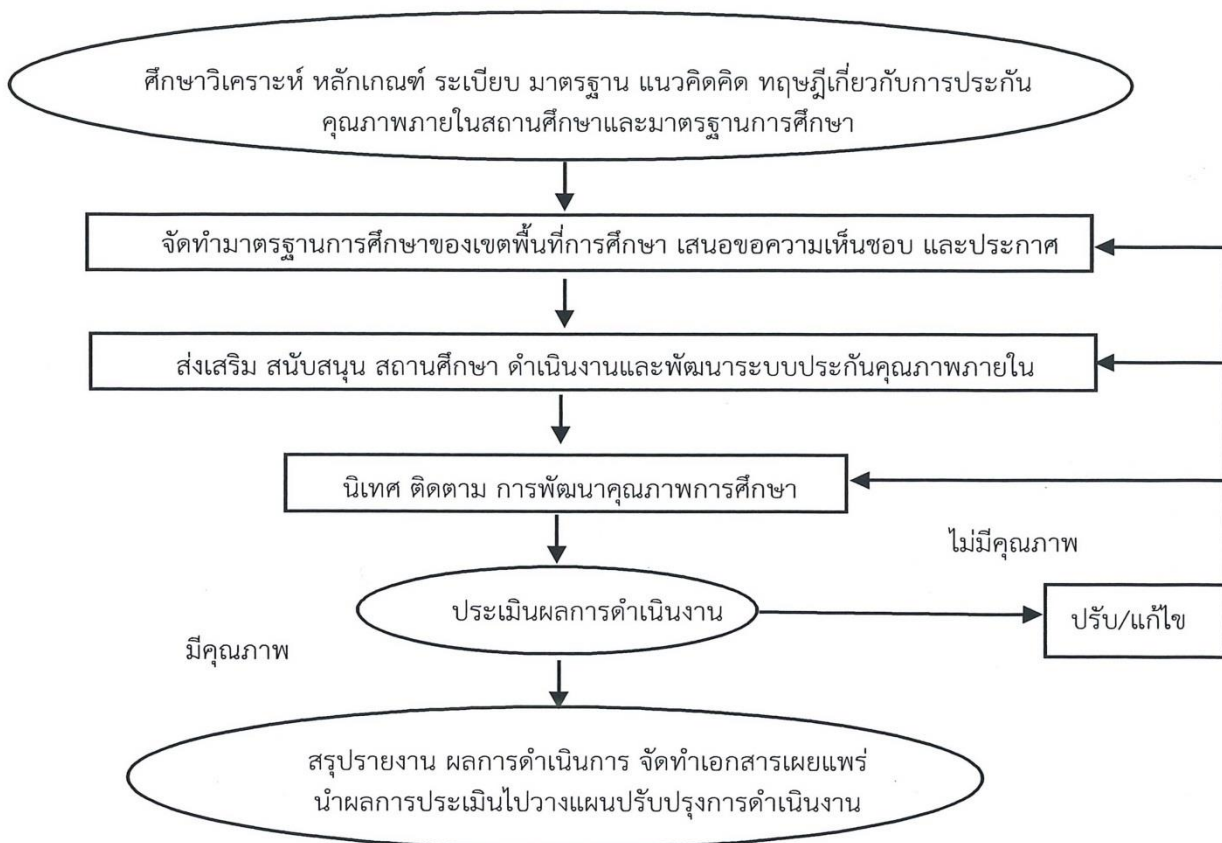 ศึกษาวิเคราะห์ หลักเกณฑ์ ระเบียบ มาตรฐาน แนวคิดคิด ทฤษฎีเกี่ยวกับการประกัน
คุณภาพภายในสถานศึกษาและมาตรฐานการศึกษา
จัดทำมาตรฐานการศึกษาของเขตพื้นที่การศึกษา เสนอขอความเห็นชอบ และประกาศ
ส่งเสริม สนับสนุน สถานศึกษา ดำเนินงานและพัฒนาระบบประกันคุณภาพภายใน
นิเทศ ติดตาม การพัฒนาคุณภาพการศึกษา
ไม่มีคุณภาพ
ประเมินผลการดำเนินงาน
ปรับ/แก้ไข
มีคุณภาพ
สรุปรายงาน ผลการดำเนินการ จัดทำเอกสารเผยแพร่
นำผลการประเมินไปวางแผนปรับปรุงการดำเนินงาน